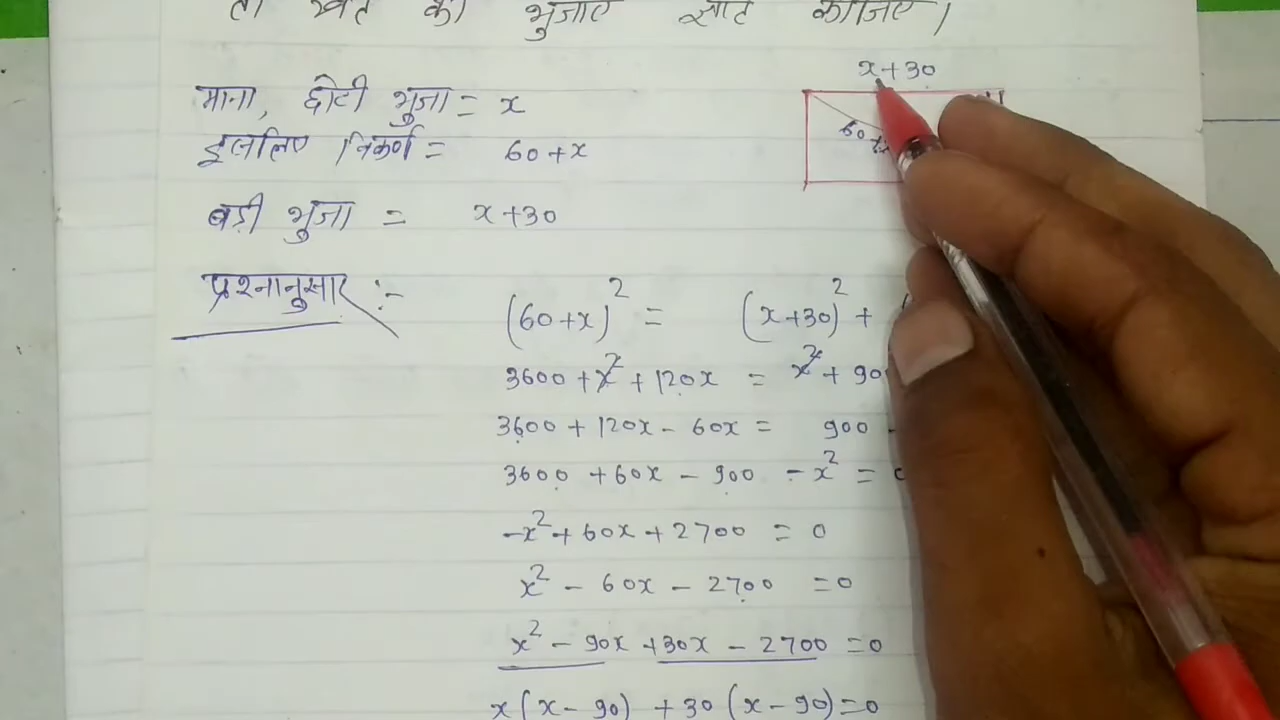 तो खेत की भुजाएं ज्ञात कीजिए।
x+30
माना, छोटी भुजा = x
60
इसलिए विकर्ण = 60+x
बड़ी भुजा = x+30
प्रश्नानुसार :-
(60+x)² = (x+30)² +
3600 + x² + 120x = x² + 90
3600 + 120x - 60x = 900
3600 + 60x - 900 - x² =
-x² + 60x + 2700 = 0
x² - 60x - 2700 = 0
x² - 90x + 30x - 2700 = 0
x(x-90) + 30(x-90)=0